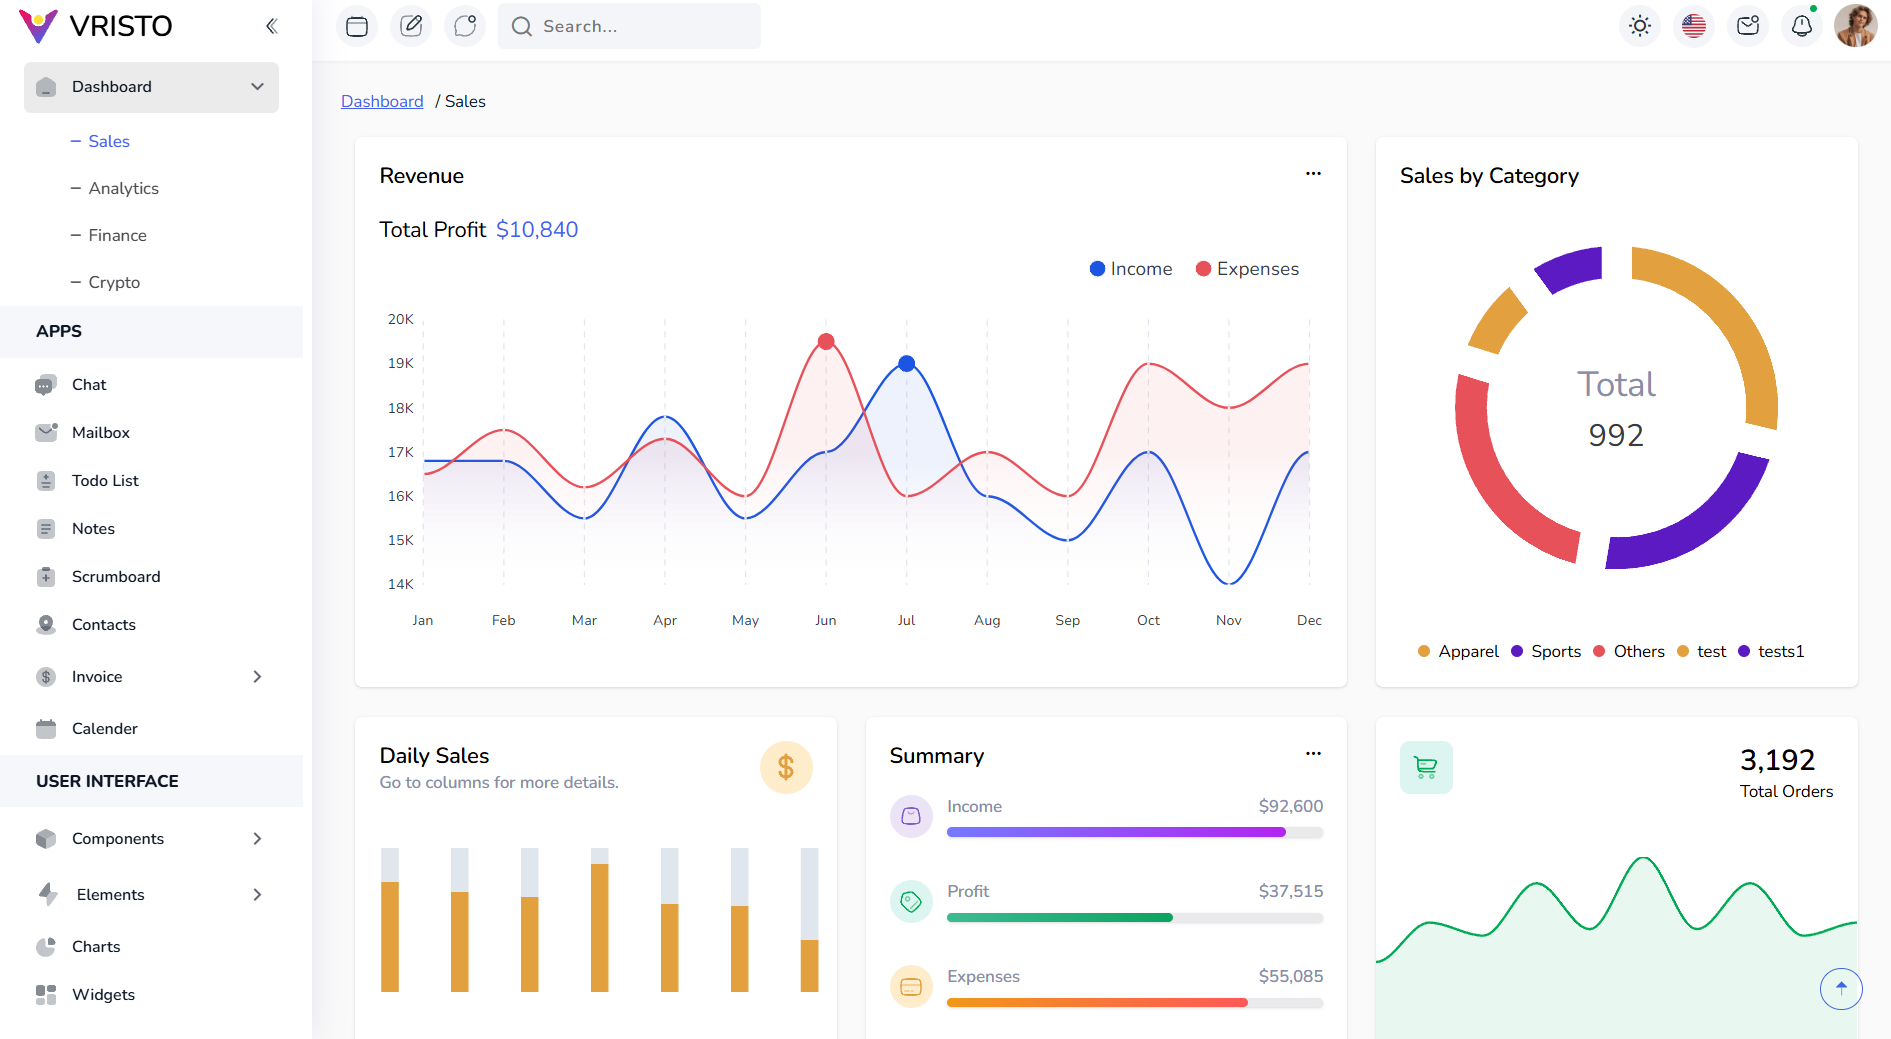 VRISTO
Search...
Dashboard
Sales
Analytics
Finance
Crypto
APPS
Chat
Mailbox
Todo List
Notes
Scrumboard
Contacts
Invoice
Calender
USER INTERFACE
Components
Elements
Charts
Widgets
Dashboard / Sales
Revenue
Total Profit $10,840
Income Expenses
20K
19K
18K
17K
16K
15K
14K
Jan Feb Mar Apr May Jun Jul Aug Sep Oct Nov Dec
Sales by Category
Total
992
Apparel Sports Others test tests1
Daily Sales
Go to columns for more details.
$
Summary
Income $92,600
Profit $37,515
Expenses $55,085
3,192
Total Orders